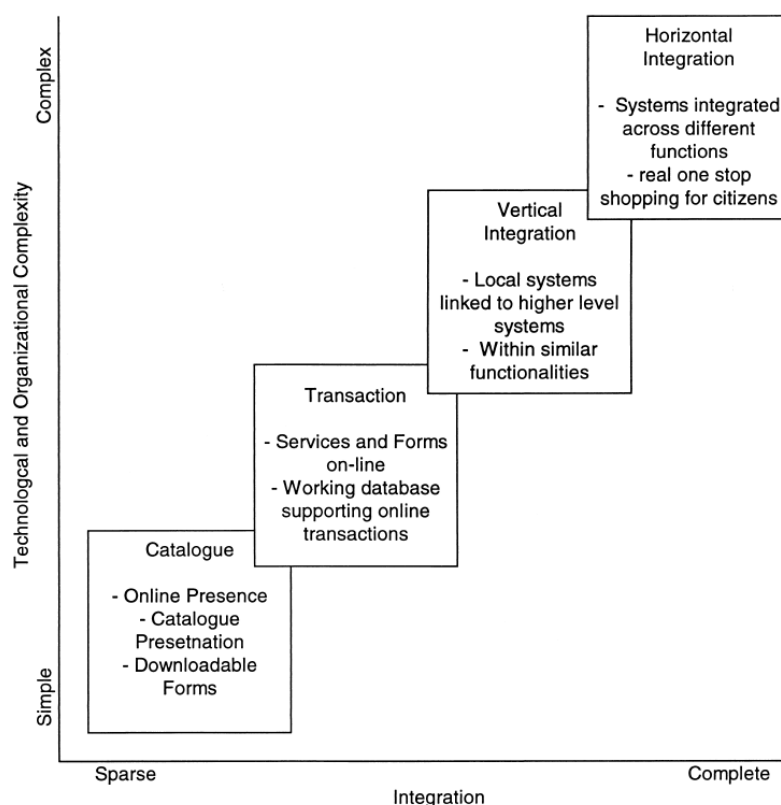 Horizontal
Integration
- Systems integrated
across different
functions
- real one stop
shopping for citizens
Vertical
Integration
- Local systems
linked to higher level
systems
- Within similar
functionalities
Transaction
- Services and Forms
on-line
- Working database
supporting online
transactions
Catalogue
- Online Presence
- Catalogue
Presetnation
- Downloadable
Forms
Complex
Technologcal and Organizational Complexity
Simple
Sparse
Complete
Integration